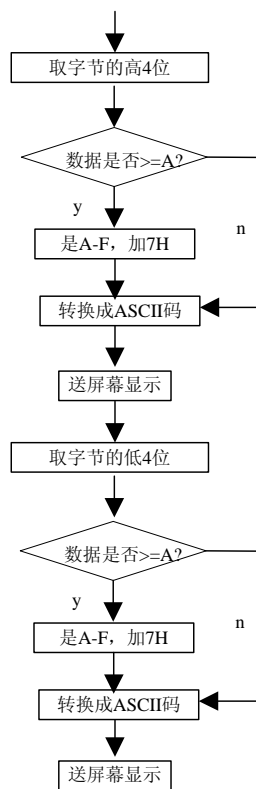 取字节的高4位
数据是否>=A?
y
n
是A-F，加7H
转换成ASCII码
送屏幕显示
取字节的低4位
数据是否>=A?
y
n
是A-F，加7H
转换成ASCII码
送屏幕显示